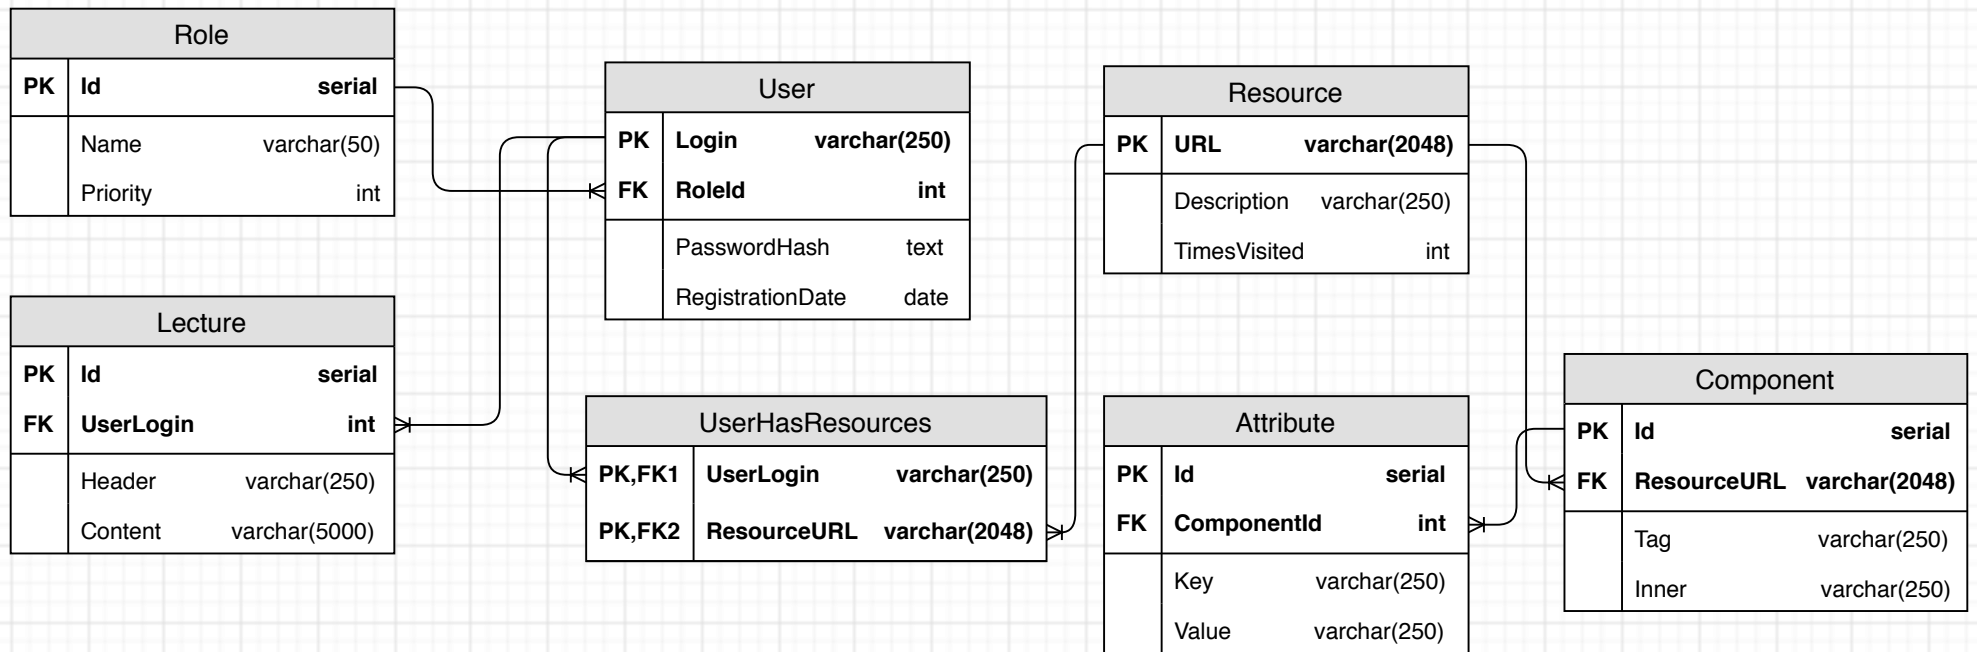 Role
PK Id serial
Name varchar(50)
Priority int
User
PK Login varchar(250)
FK RoleId int
PasswordHash text
RegistrationDate date
Resource
PK URL varchar(2048)
Description varchar(250)
TimesVisited int
Lecture
PK Id serial
FK UserLogin int
Header varchar(250)
Content varchar(5000)
UserHasResources
PK,FK1 UserLogin varchar(250)
PK,FK2 ResourceURL varchar(2048)
Attribute
PK Id serial
FK ComponentId int
Key varchar(250)
Value varchar(250)
Component
PK Id serial
FK ResourceURL varchar(2048)
Tag varchar(250)
Inner varchar(250)